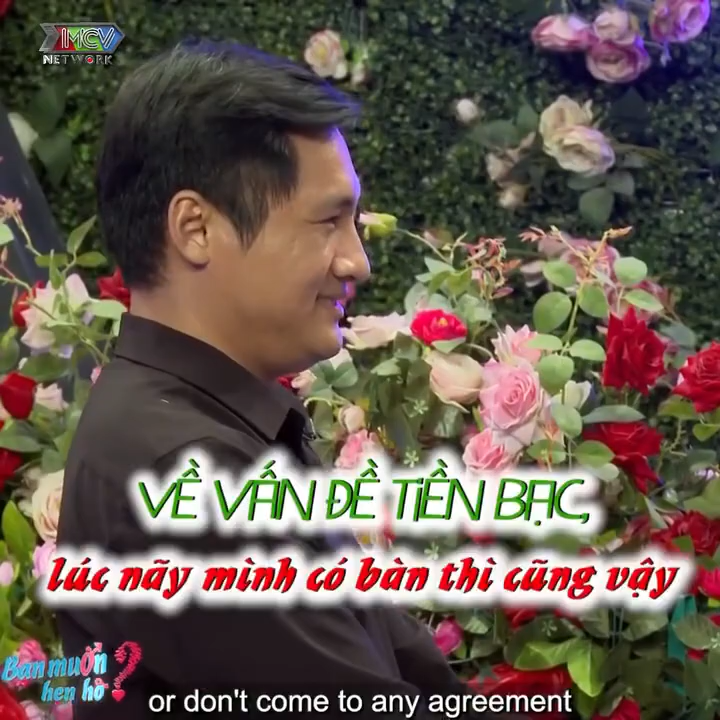 MCV
NETWORK
VỀ VẤN ĐỀ TIỀN BẠC,
lúc nãy mình có bàn thì cũng vậy
Bạn muốn
hẹn hò?
or don't come to any agreement